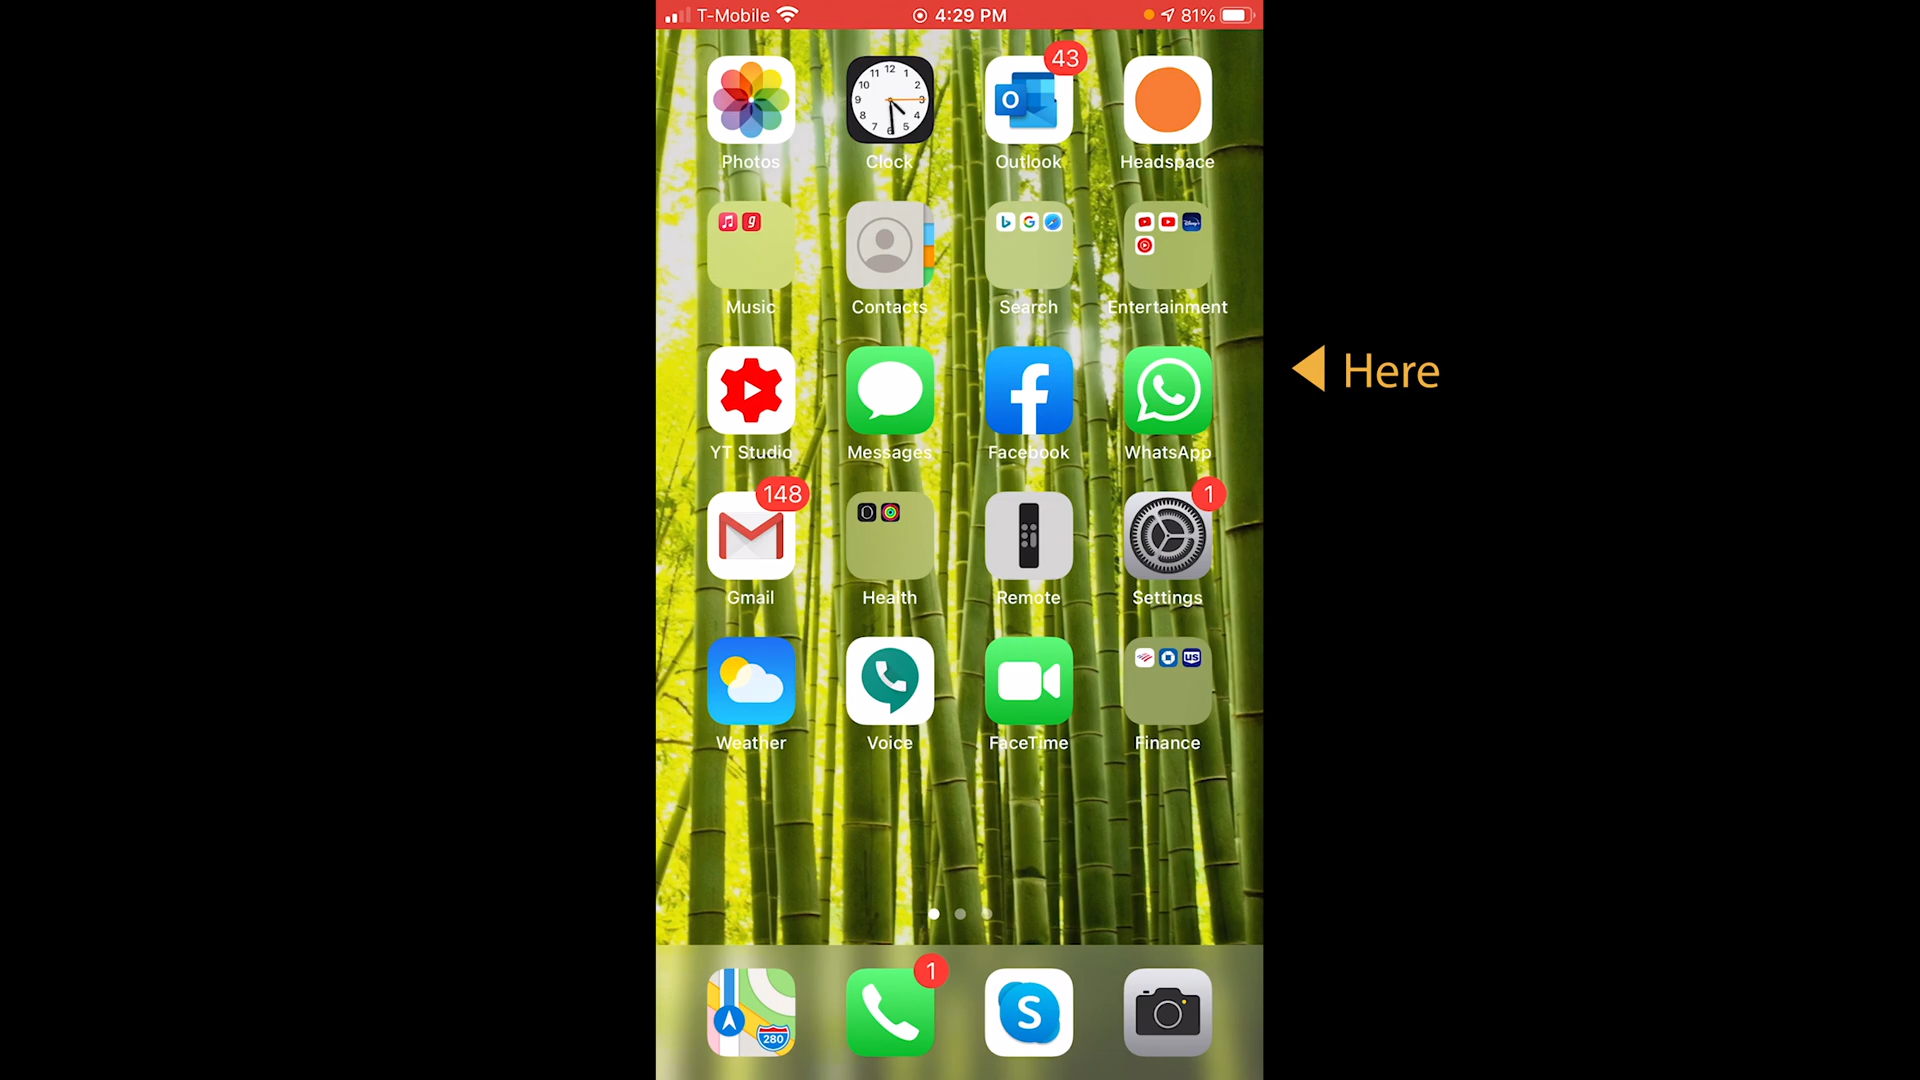 T-Mobile 4:29 PM 81%
43
Photos Clock Outlook Headspace
Music Contacts Search Entertainment
Here
YT Studio Messages Facebook WhatsApp
148 1
Gmail Health Remote Settings
US
Weather Voice FaceTime Finance
1
280 S